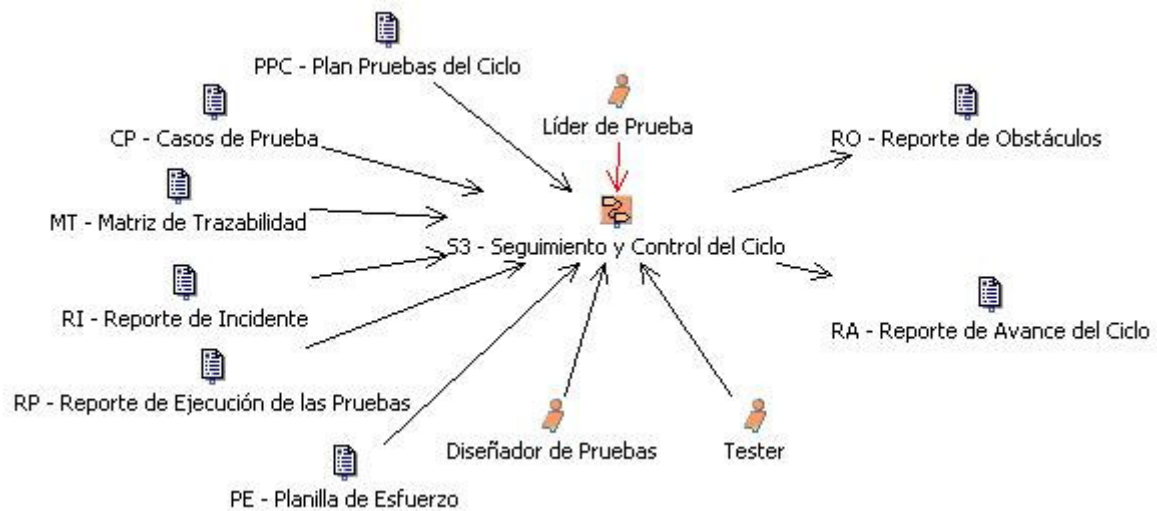 PPC - Plan Pruebas del Ciclo
CP - Casos de Prueba
Líder de Prueba
RO - Reporte de Obstáculos
MT - Matriz de Trazabilidad
S3 - Seguimiento y Control del Ciclo
RI - Reporte de Incidente
RA - Reporte de Avance del Ciclo
RP - Reporte de Ejecución de las Pruebas
Diseñador de Pruebas
Tester
PE - Planilla de Esfuerzo